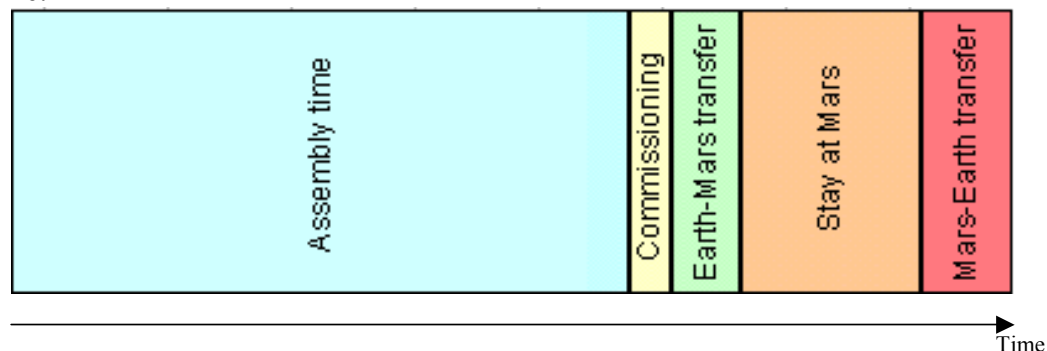 Assembly time
Commissioning
Earth-Mars transfer
Stay at Mars
Mars-Earth transfer
Time